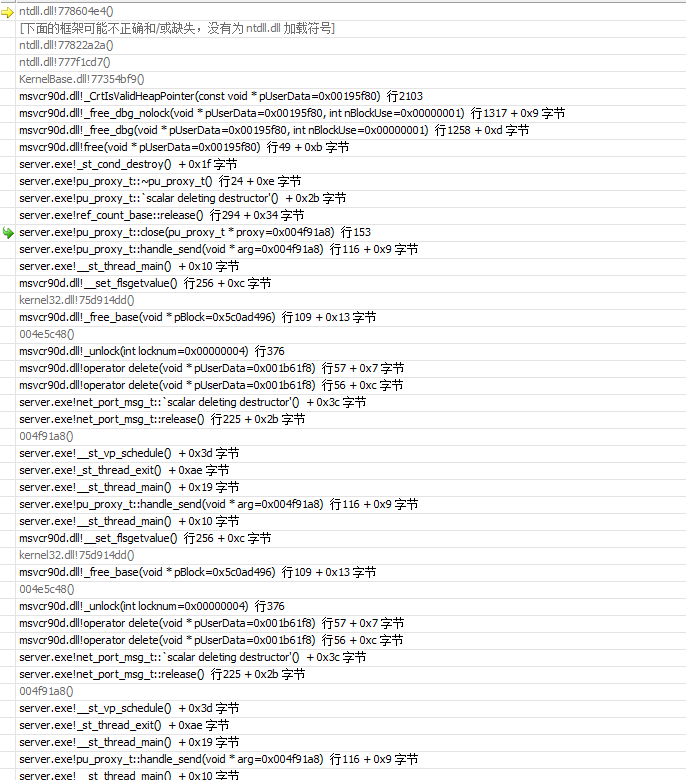 ntdll.dll!778604e4()
[下面的框架可能不正确和/或缺失，没有为 ntdll.dll 加载符号]
ntdll.dll!77822a2a()
ntdll.dll!777f1cd7()
KernelBase.dll!77354bf9()
msvcr90d.dll!_CrtIsValidHeapPointer(const void * pUserData=0x00195f80) 行2103
msvcr90d.dll!_free_dbg_nolock(void * pUserData=0x00195f80, int nBlockUse=0x00000001) 行1317 + 0x9 字节
msvcr90d.dll!_free_dbg(void * pUserData=0x00195f80, int nBlockUse=0x00000001) 行1258 + 0xd 字节
msvcr90d.dll!free(void * pUserData=0x00195f80) 行49 + 0xb 字节
server.exe!_st_cond_destroy() + 0x1f 字节
server.exe!pu_proxy_t::~pu_proxy_t() 行24 + 0xe 字节
server.exe!pu_proxy_t::`scalar deleting destructor'() + 0x2b 字节
server.exe!ref_count_base::release() 行294 + 0x34 字节
server.exe!pu_proxy_t::close(pu_proxy_t * proxy=0x004f91a8) 行153
server.exe!pu_proxy_t::handle_send(void * arg=0x004f91a8) 行116 + 0x9 字节
server.exe!__st_thread_main() + 0x10 字节
msvcr90d.dll!__set_flsgetvalue() 行256 + 0xc 字节
kernel32.dll!75d914dd()
msvcr90d.dll!_free_base(void * pBlock=0x5c0ad496) 行109 + 0x13 字节
004e5c48()
msvcr90d.dll!_unlock(int locknum=0x00000004) 行376
msvcr90d.dll!operator delete(void * pUserData=0x001b61f8) 行57 + 0x7 字节
msvcr90d.dll!operator delete(void * pUserData=0x001b61f8) 行56 + 0xc 字节
server.exe!net_port_msg_t::`scalar deleting destructor'() + 0x3c 字节
server.exe!net_port_msg_t::release() 行225 + 0x2b 字节
004f91a8()
server.exe!__st_vp_schedule() + 0x3d 字节
server.exe!_st_thread_exit() + 0xae 字节
server.exe!__st_thread_main() + 0x19 字节
server.exe!pu_proxy_t::handle_send(void * arg=0x004f91a8) 行116 + 0x9 字节
server.exe!__st_thread_main() + 0x10 字节
msvcr90d.dll!__set_flsgetvalue() 行256 + 0xc 字节
kernel32.dll!75d914dd()
msvcr90d.dll!_free_base(void * pBlock=0x5c0ad496) 行109 + 0x13 字节
004e5c48()
msvcr90d.dll!_unlock(int locknum=0x00000004) 行376
msvcr90d.dll!operator delete(void * pUserData=0x001b61f8) 行57 + 0x7 字节
msvcr90d.dll!operator delete(void * pUserData=0x001b61f8) 行56 + 0xc 字节
server.exe!net_port_msg_t::`scalar deleting destructor'() + 0x3c 字节
server.exe!net_port_msg_t::release() 行225 + 0x2b 字节
004f91a8()
server.exe!__st_vp_schedule() + 0x3d 字节
server.exe!_st_thread_exit() + 0xae 字节
server.exe!__st_thread_main() + 0x19 字节
server.exe!pu_proxy_t::handle_send(void * arg=0x004f91a8) 行116 + 0x9 字节
server.exe!__st_thread_main() + 0x10 字节